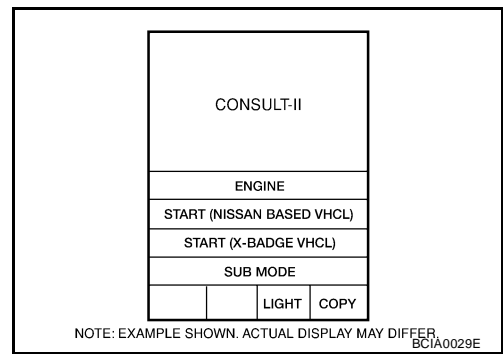 CONSULT-II
ENGINE
START (NISSAN BASED VHCL)
START (X-BADGE VHCL)
SUB MODE
LIGHT COPY
NOTE: EXAMPLE SHOWN. ACTUAL DISPLAY MAY DIFFER.
BCIA0029E